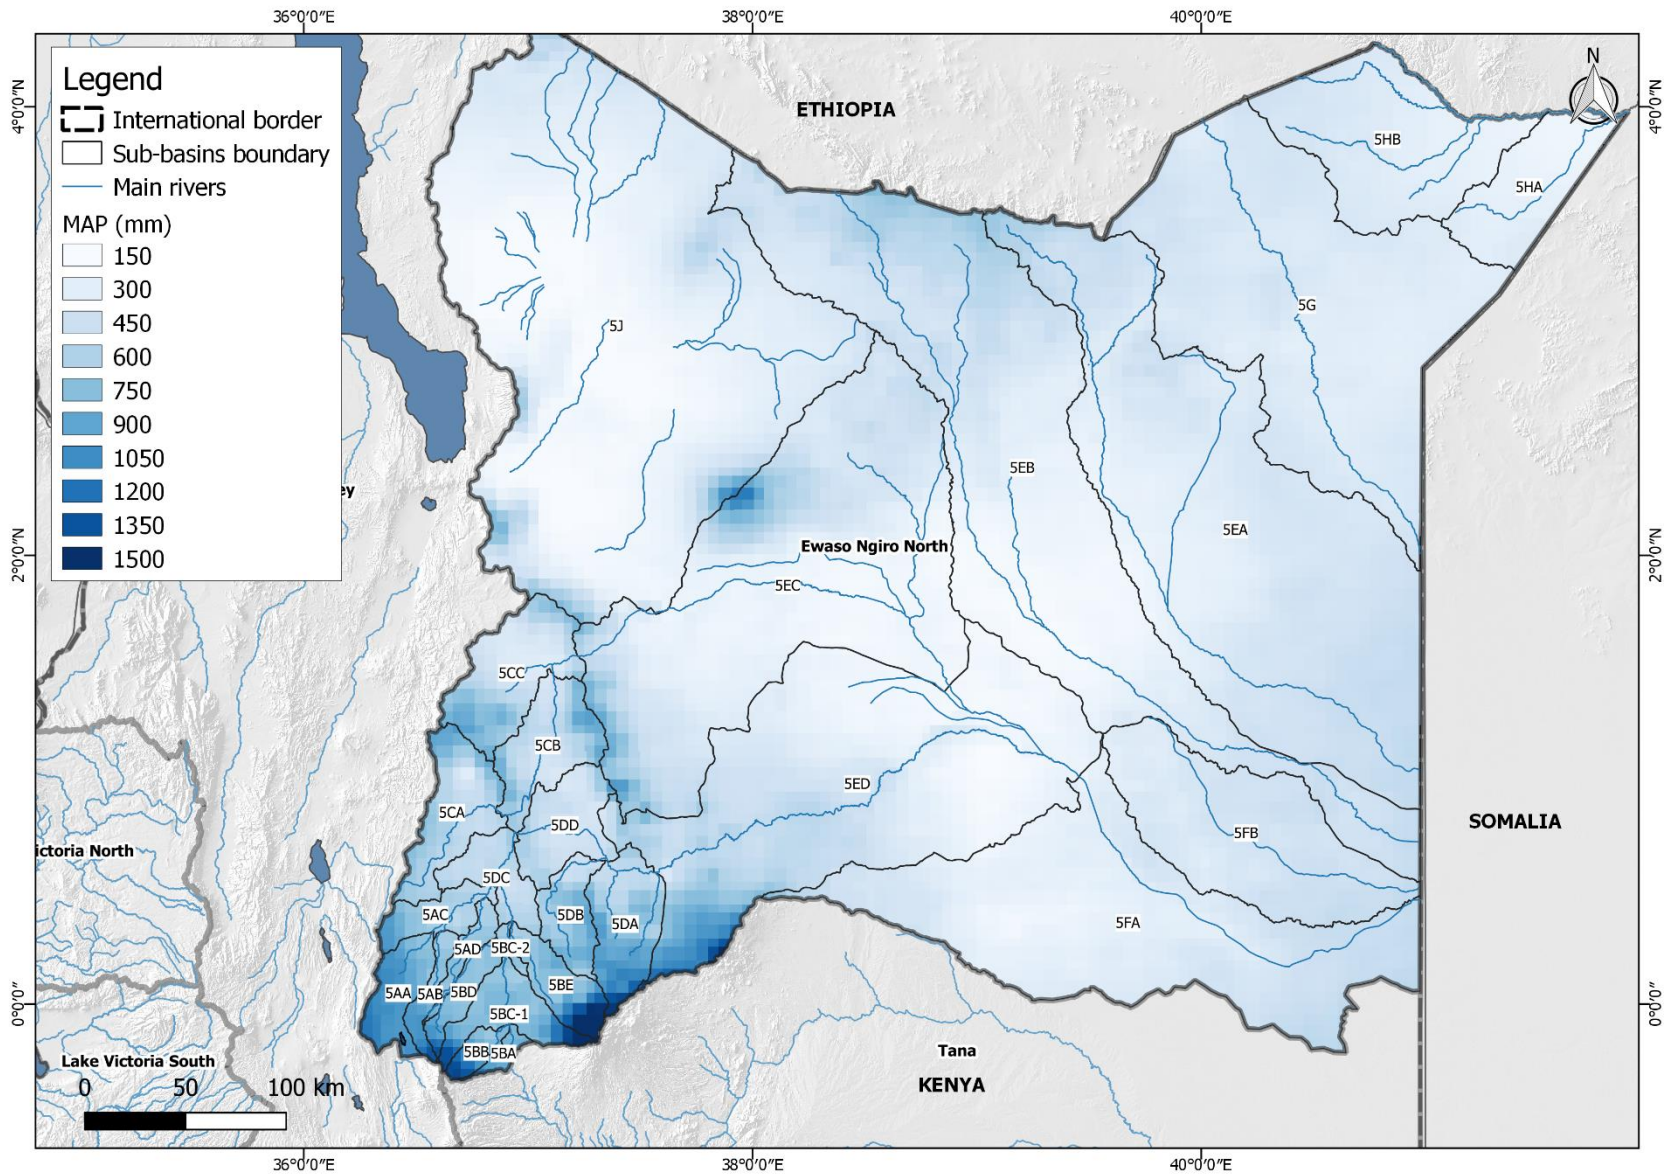 36°0'0"E
38°0'0"E
40°0'0"E
Legend
International border
Sub-basins boundary
Main rivers
MAP (mm)
150
300
450
600
750
900
1050
1200
1350
1500
N
4°0'0"N
4°0'0"N
ETHIOPIA
5HB
5HA
5G
5J
5EB
ey
5EA
Ewaso Ngiro North
2°0'0"N
2°0'0"N
5EC
5CC
5CB
5ED
5CA
5DD
SOMALIA
5FB
ictoria North
5DC
5AC
5DB
5DA
5FA
5AD
5BC-2
5BE
5AA
5AB
5BD
5BC-1
0°0'0"
0°0'0"
5BB
5BA
Lake Victoria South
Tana
KENYA
0
50
100 km
36°0'0"E
38°0'0"E
40°0'0"E